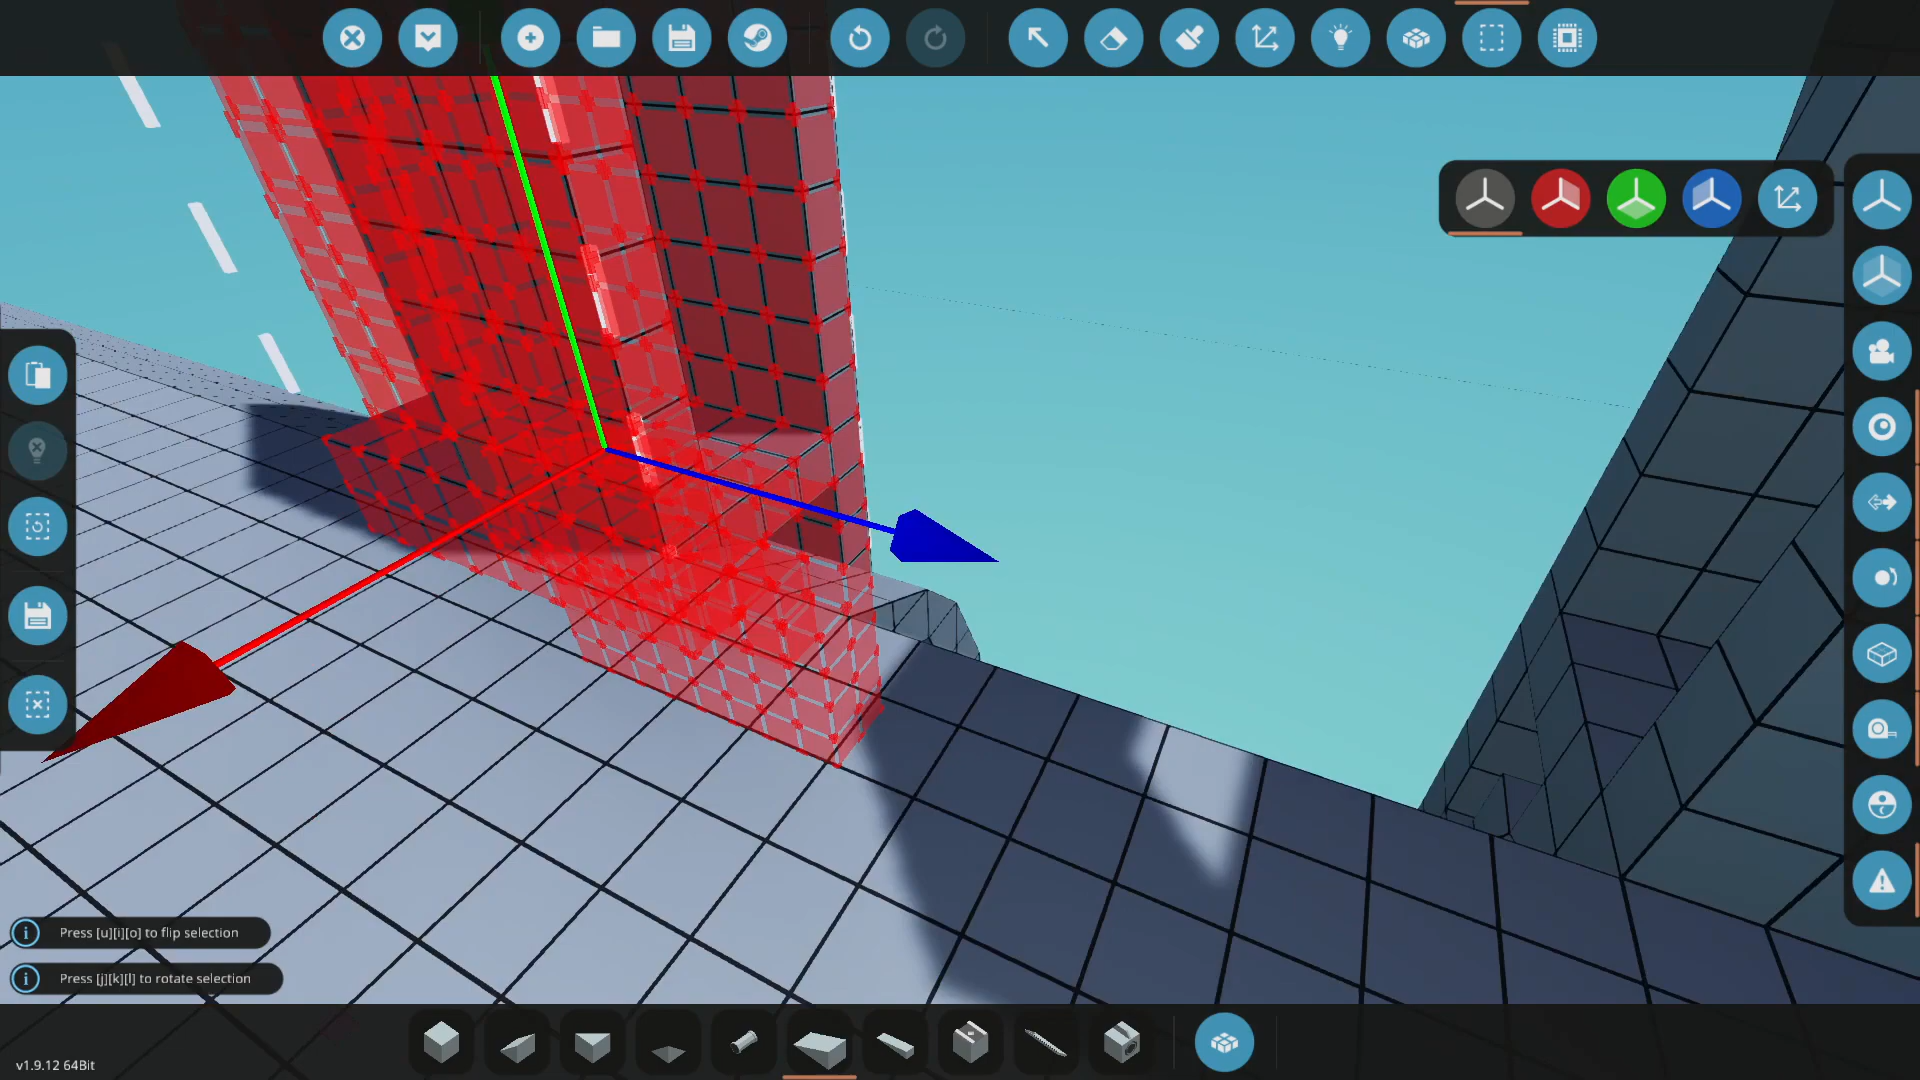 Press [u][i][o] to flip selection
Press [j][k][l] to rotate selection
v1.9.12 64Bit